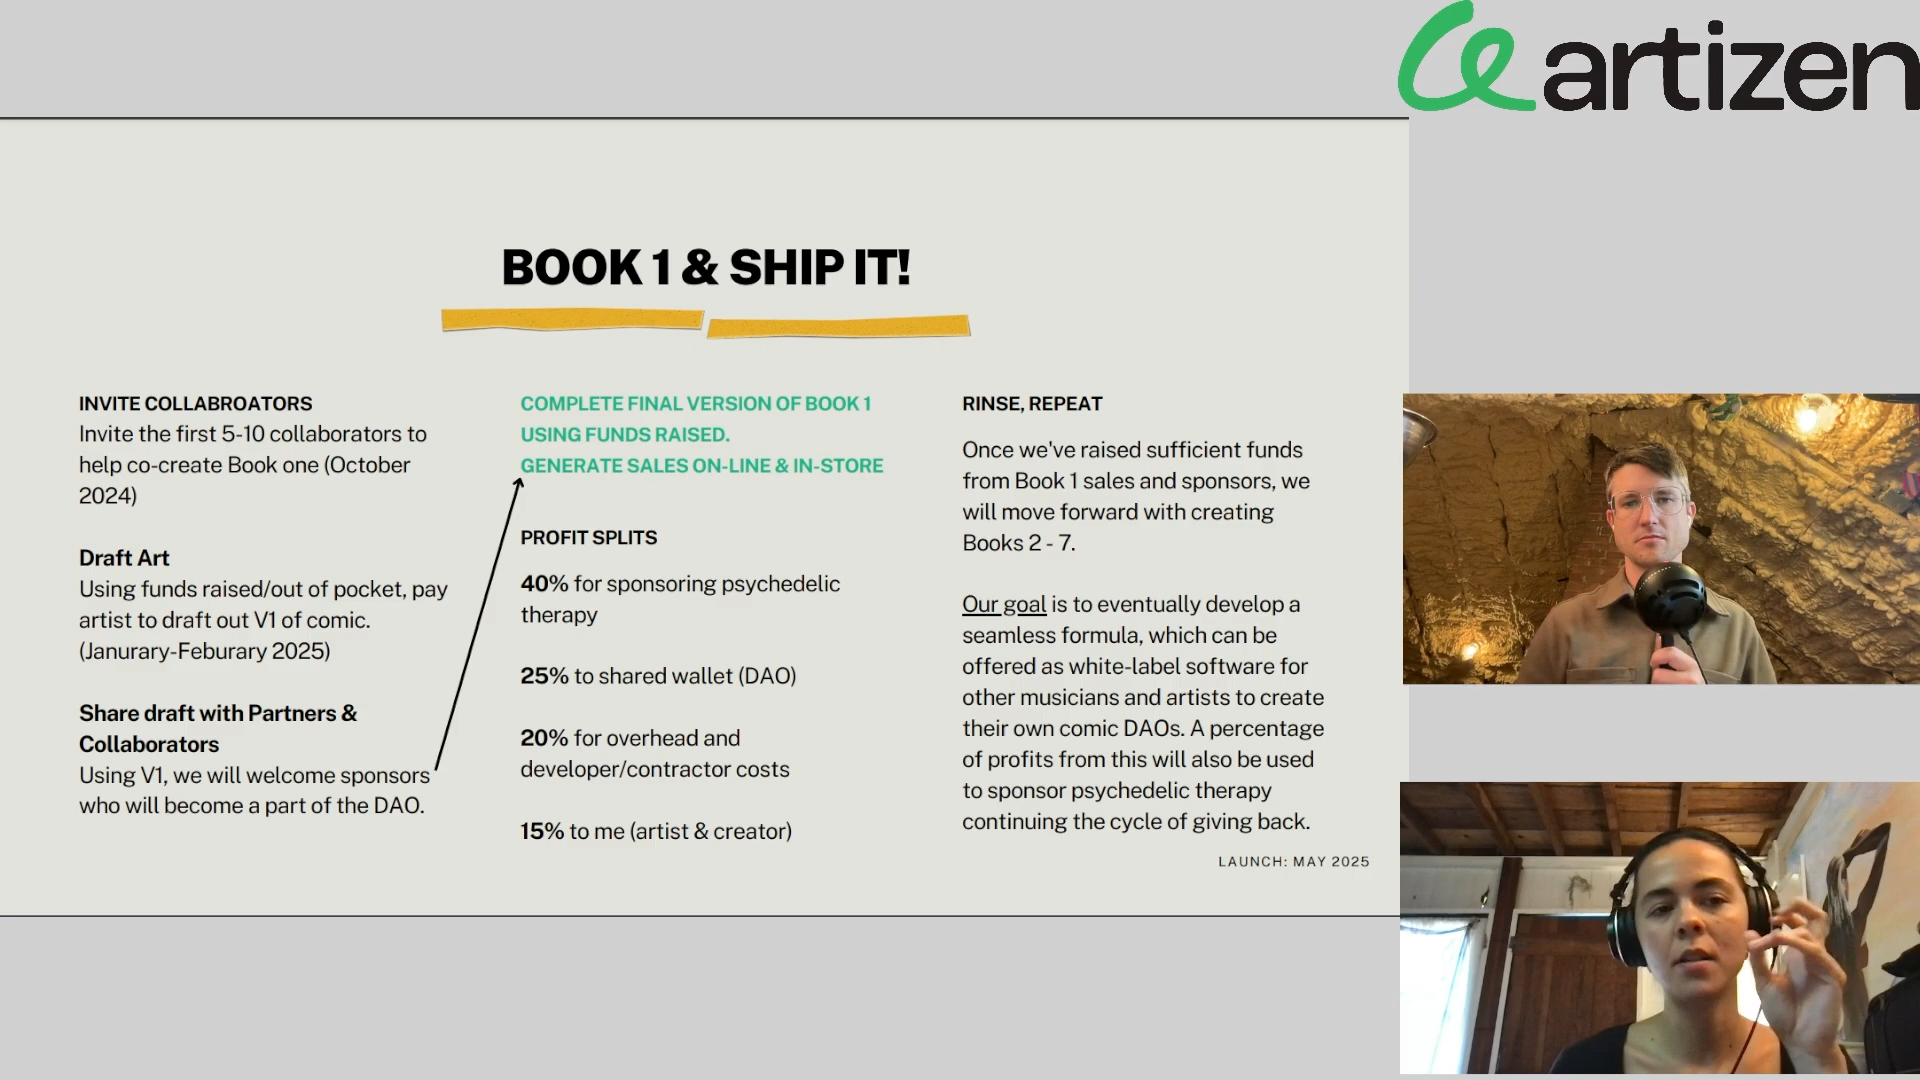 artizen
BOOK 1 & SHIP IT!
INVITE COLLABROATORS
Invite the first 5-10 collaborators to
help co-create Book one (October
2024)
Draft Art
Using funds raised/out of pocket, pay
artist to draft out V1 of comic.
(Janurary-Feburary 2025)
Share draft with Partners &
Collaborators
Using V1, we will welcome sponsors
who will become a part of the DAO.
COMPLETE FINAL VERSION OF BOOK 1
USING FUNDS RAISED.
GENERATE SALES ON-LINE & IN-STORE
PROFIT SPLITS
40% for sponsoring psychedelic
therapy
25% to shared wallet (DAO)
20% for overhead and
developer/contractor costs
15% to me (artist & creator)
RINSE, REPEAT
Once we've raised sufficient funds
from Book 1 sales and sponsors, we
will move forward with creating
Books 2 - 7.
Our goal is to eventually develop a
seamless formula, which can be
offered as white-label software for
other musicians and artists to create
their own comic DAOs. A percentage
of profits from this will also be used
to sponsor psychedelic therapy
continuing the cycle of giving back.
LAUNCH: MAY 2025